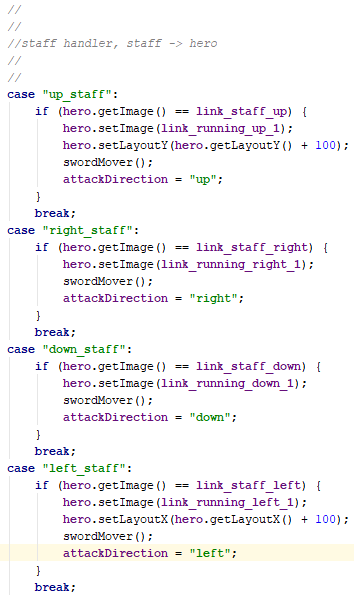 //
//
//staff handler, staff -> hero
//
//
case "up_staff":
    if (hero.getImage() == link_staff_up) {
        hero.setImage(link_running_up_1);
        hero.setLayoutY(hero.getLayoutY() + 100);
        swordMover();
        attackDirection = "up";
    }
    break;
case "right_staff":
    if (hero.getImage() == link_staff_right) {
        hero.setImage(link_running_right_1);
        swordMover();
        attackDirection = "right";
    }
    break;
case "down_staff":
    if (hero.getImage() == link_staff_down) {
        hero.setImage(link_running_down_1);
        swordMover();
        attackDirection = "down";
    }
    break;
case "left_staff":
    if (hero.getImage() == link_staff_left) {
        hero.setImage(link_running_left_1);
        hero.setLayoutX(hero.getLayoutX() + 100);
        swordMover();
        attackDirection = "left";
    }
    break;